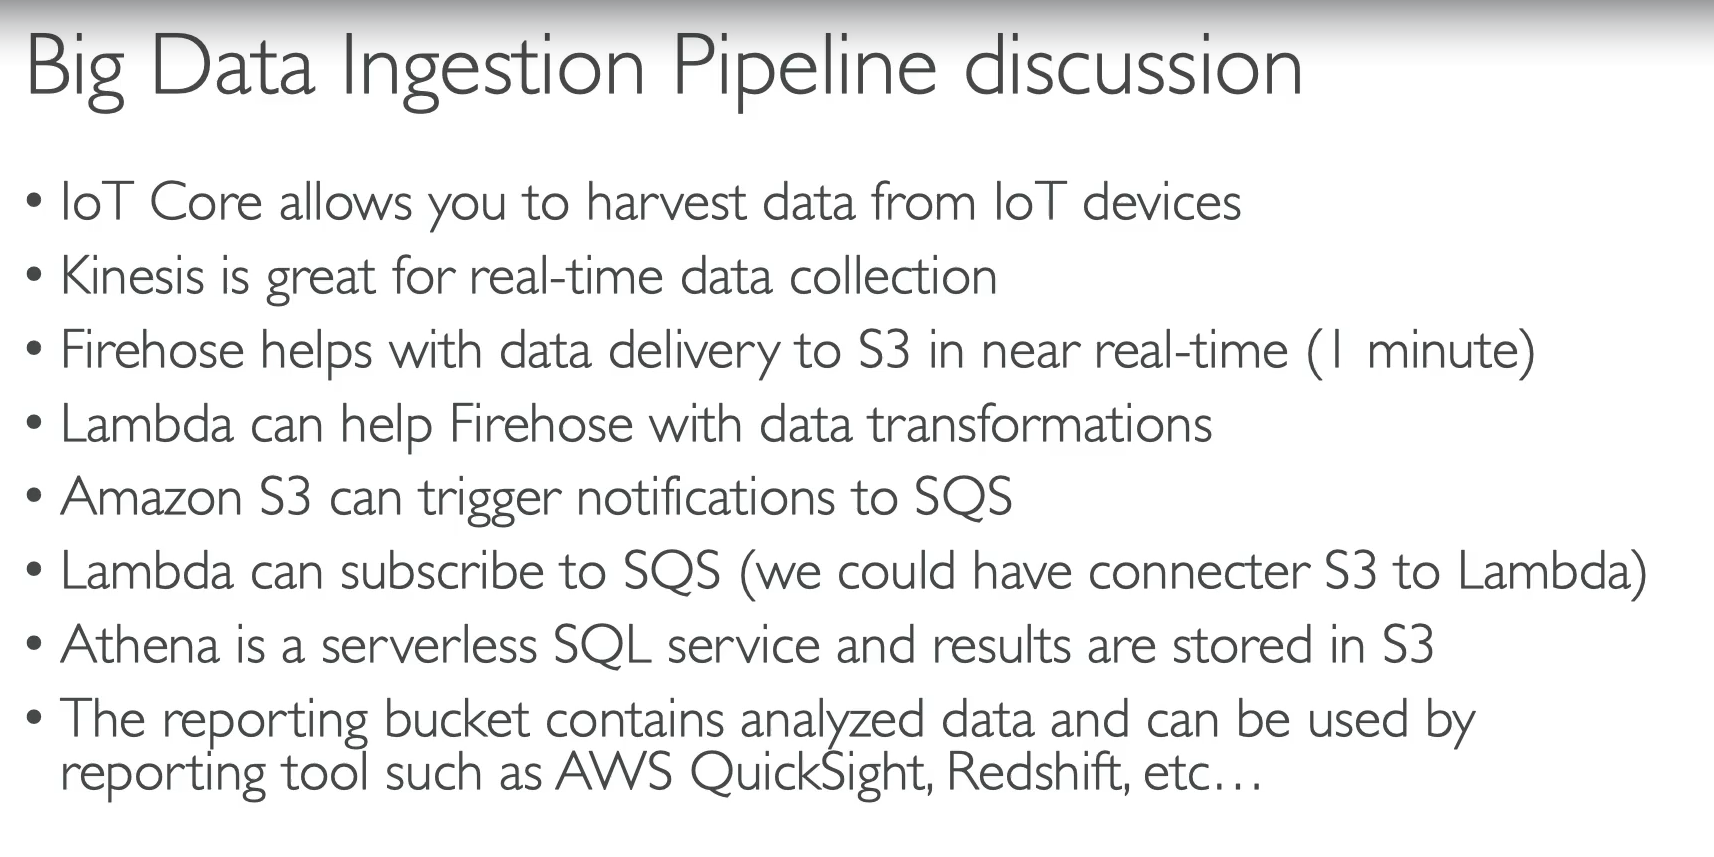 Big Data Ingestion Pipeline discussion
• IoT Core allows you to harvest data from IoT devices
• Kinesis is great for real-time data collection
• Firehose helps with data delivery to S3 in near real-time (1 minute)
• Lambda can help Firehose with data transformations
• Amazon S3 can trigger notifications to SQS
• Lambda can subscribe to SQS (we could have connecter S3 to Lambda)
• Athena is a serverless SQL service and results are stored in S3
• The reporting bucket contains analyzed data and can be used by
reporting tool such as AWS QuickSight, Redshift, etc…